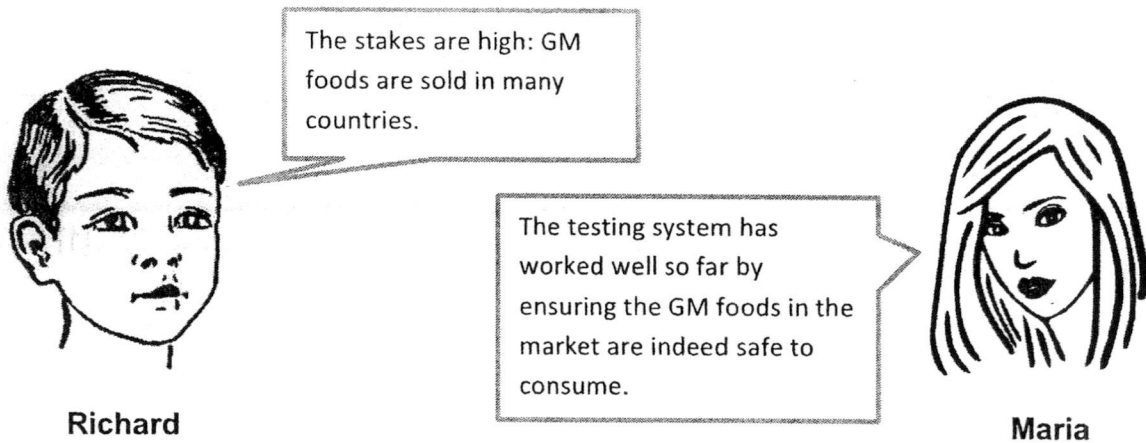 The stakes are high: GM
foods are sold in many
countries.
The testing system has
worked well so far by
ensuring the GM foods in the
market are indeed safe to
consume.
Richard
Maria